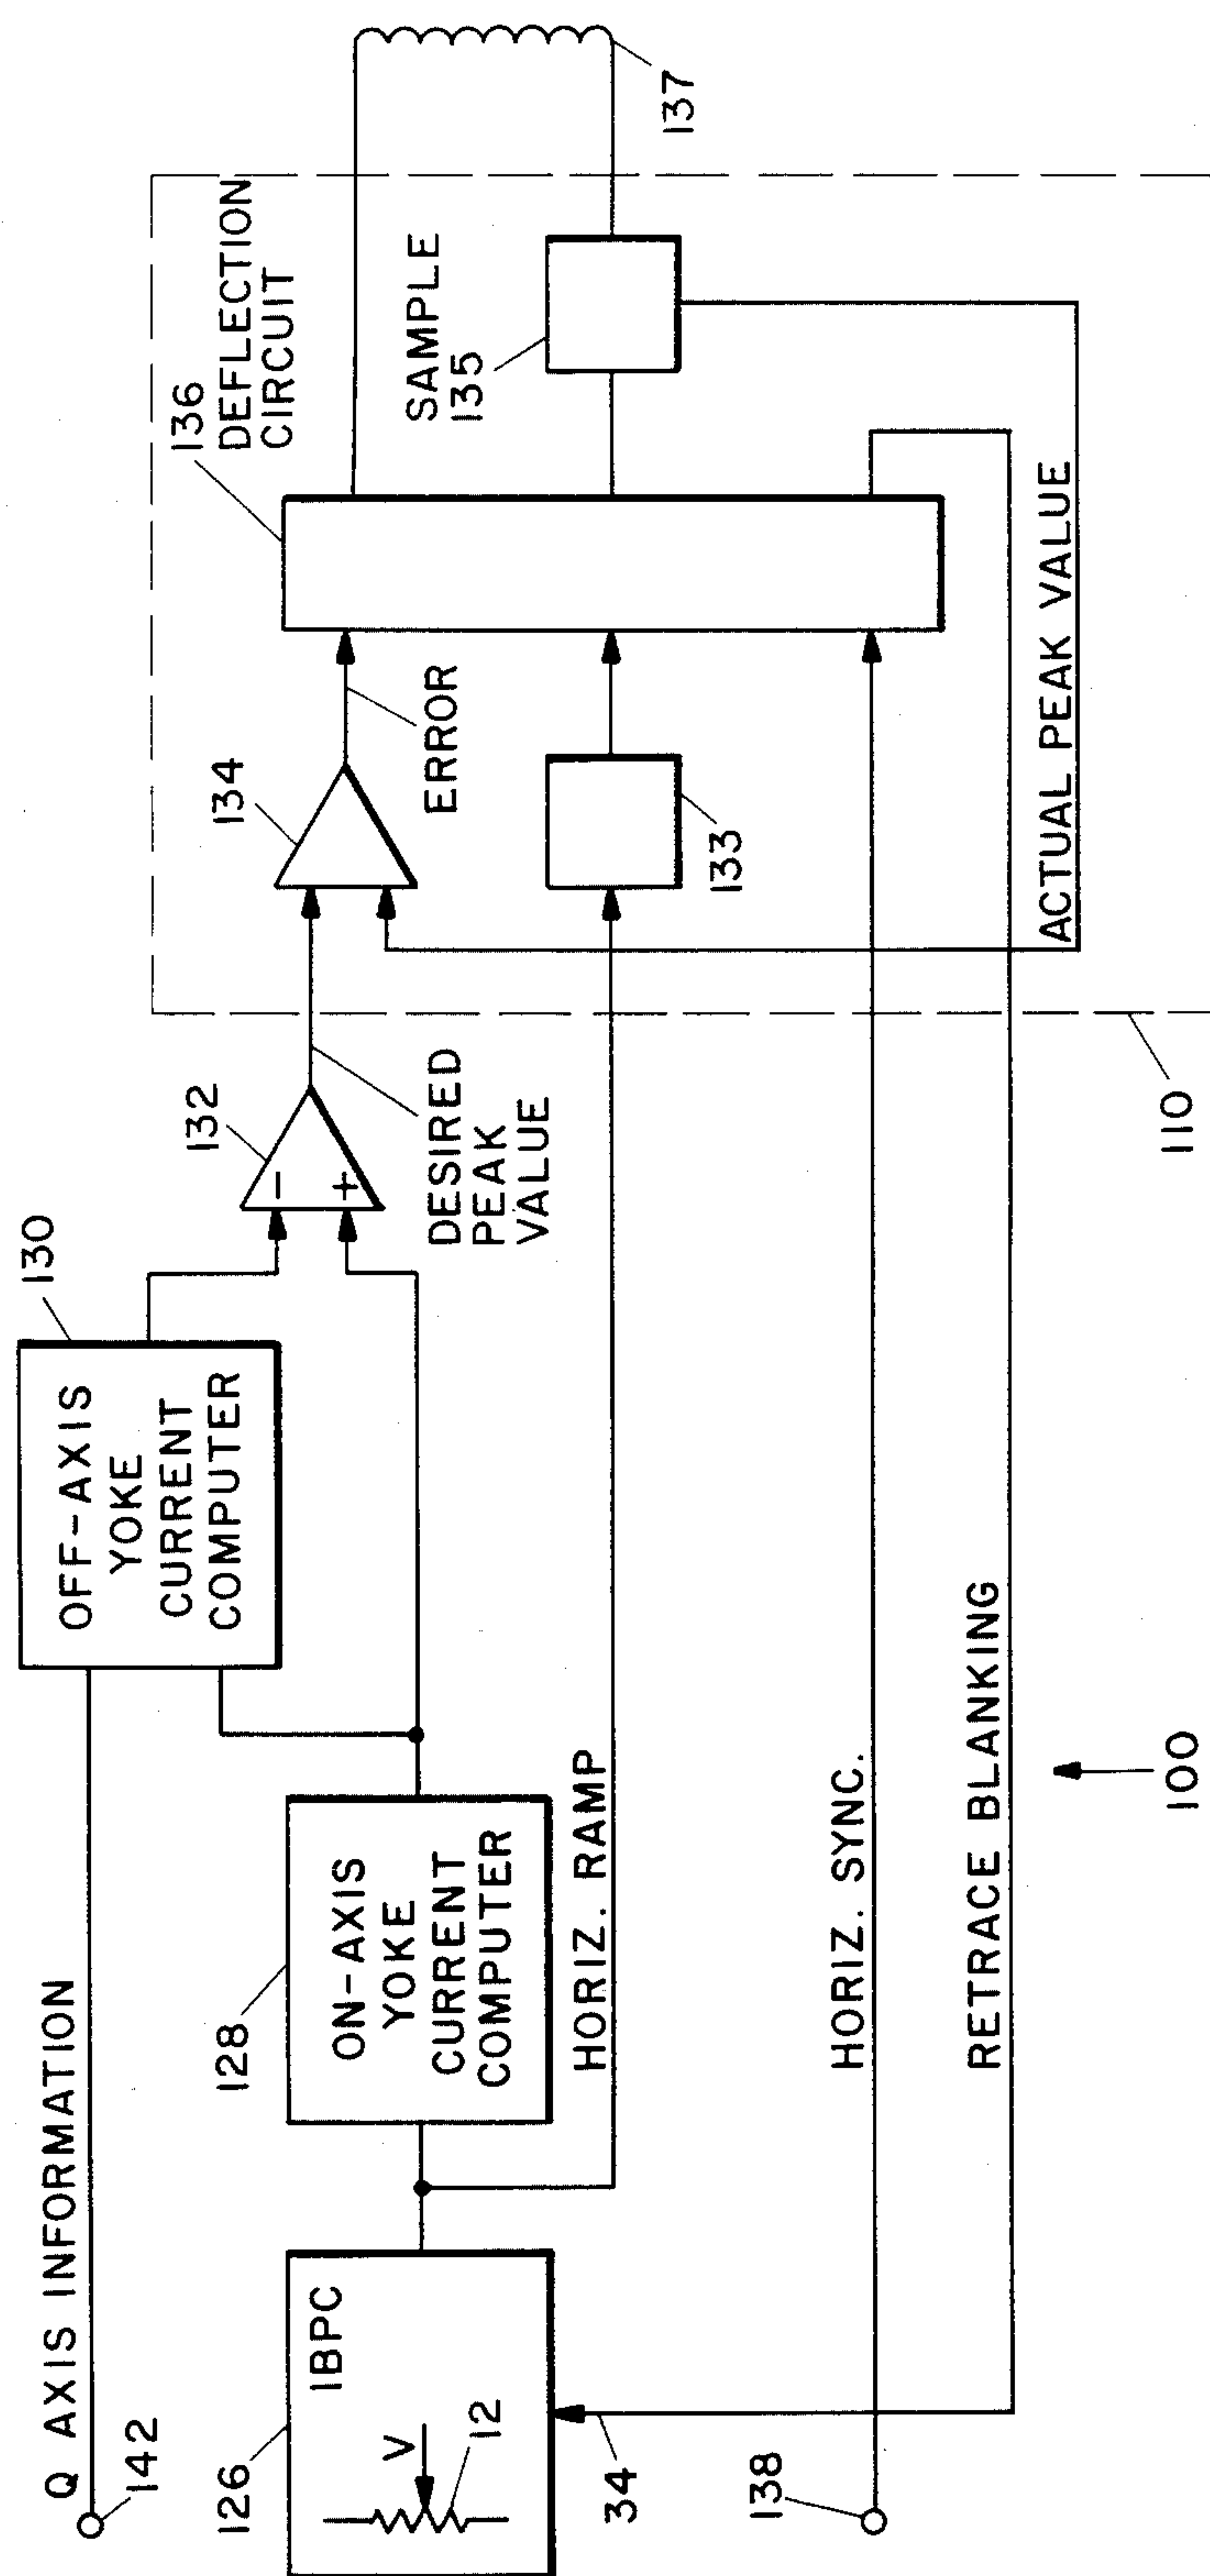 Q AXIS INFORMATION
142
126
IBPC
V
12
34
138
128
ON-AXIS
YOKE
CURRENT
COMPUTER
HORIZ. RAMP
HORIZ. SYNC.
RETRACE BLANKING
100
130
OFF-AXIS
YOKE
CURRENT
COMPUTER
132
-
+
DESIRED
PEAK
VALUE
110
134
ERROR
133
ACTUAL PEAK VALUE
136
DEFLECTION
CIRCUIT
SAMPLE
135
137